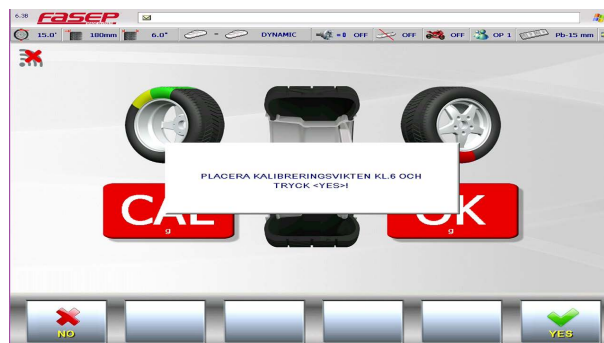 6.38 FASEP
15.0" 180mm 6.0" - DYNAMIC =0 OFF OFF OFF OP 1 Pb-15 mm
PLACERA KALIBRERINGSVIKTEN KL.6 OCH
TRYCK <YES>!
CAL OK
g g
NO YES